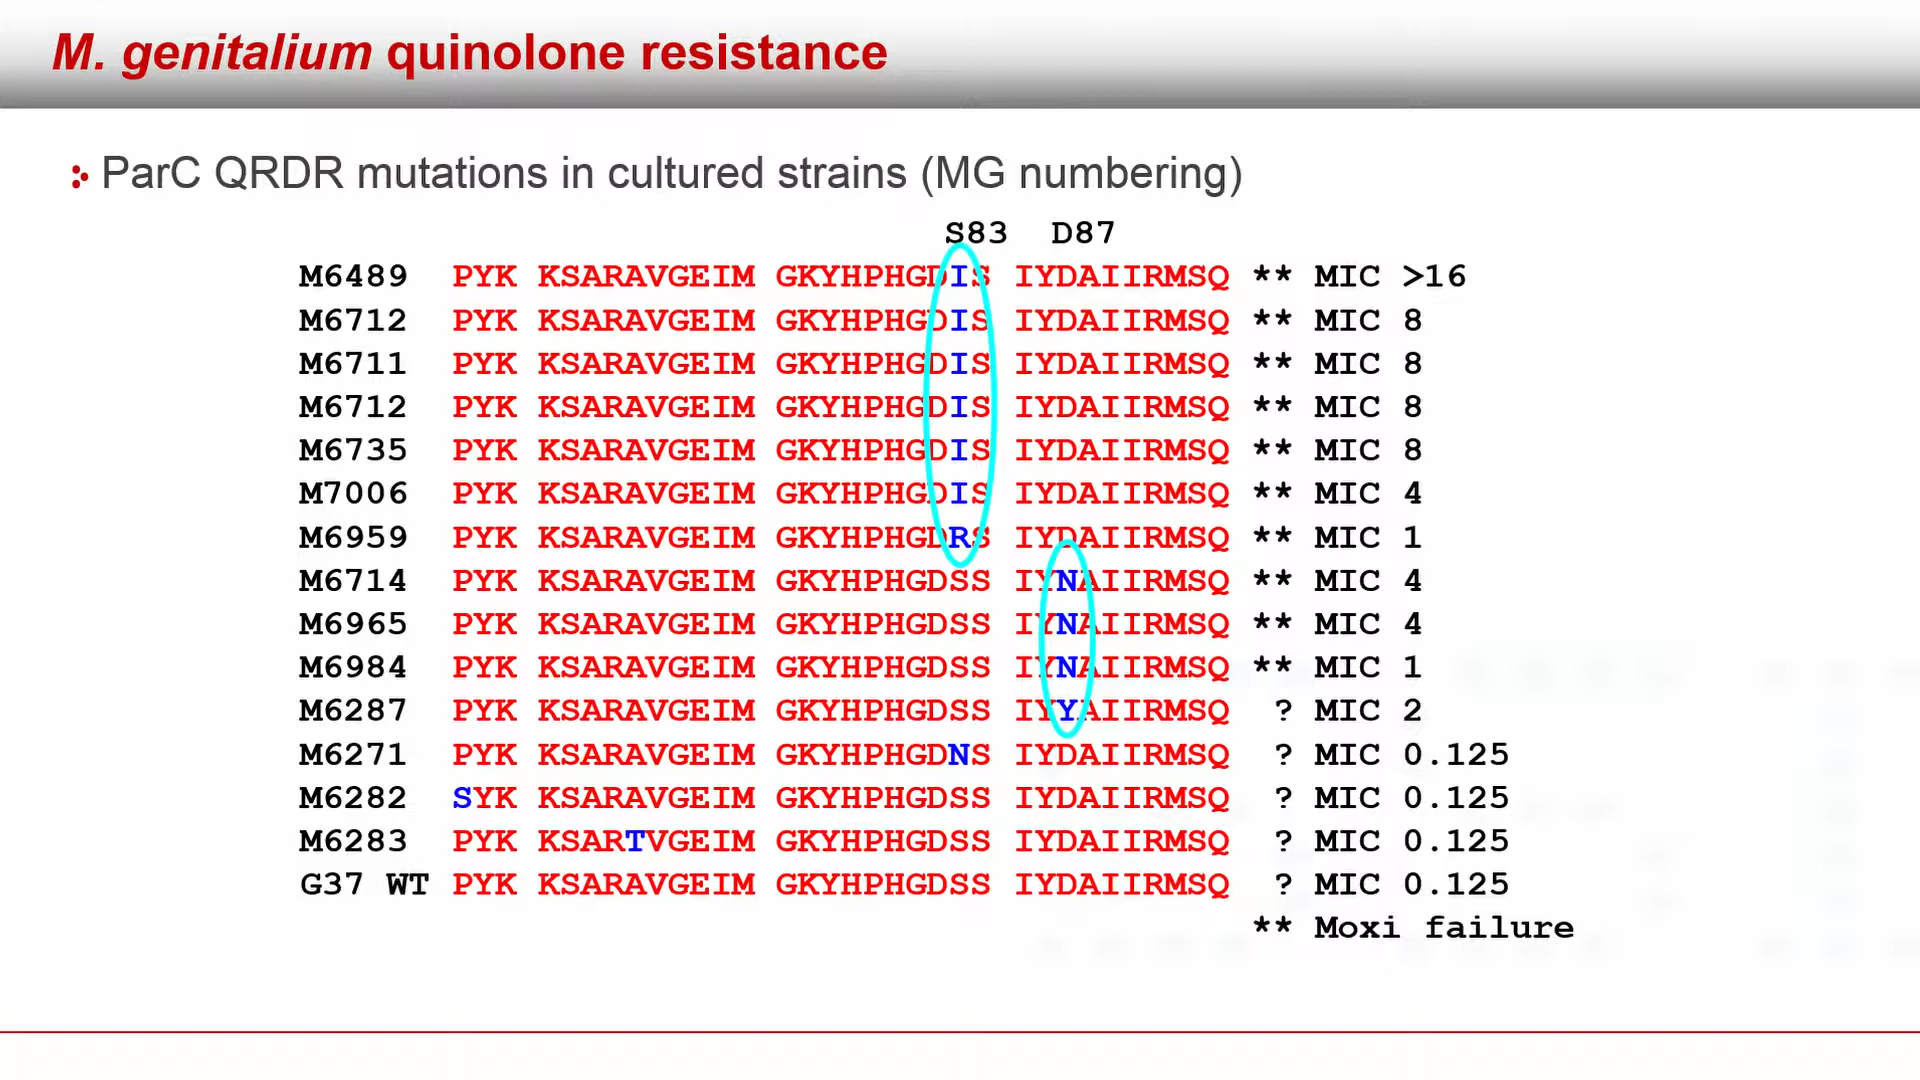 M. genitalium quinolone resistance
ParC QRDR mutations in cultured strains (MG numbering)
S83 D87
M6489 PYK KSARAVGEIM GKYHPHGDIS IYDAIIRMSQ ** MIC >16
M6712 PYK KSARAVGEIM GKYHPHGDIS IYDAIIRMSQ ** MIC 8
M6711 PYK KSARAVGEIM GKYHPHGDIS IYDAIIRMSQ ** MIC 8
M6712 PYK KSARAVGEIM GKYHPHGDIS IYDAIIRMSQ ** MIC 8
M6735 PYK KSARAVGEIM GKYHPHGDIS IYDAIIRMSQ ** MIC 8
M7006 PYK KSARAVGEIM GKYHPHGDIS IYDAIIRMSQ ** MIC 4
M6959 PYK KSARAVGEIM GKYHPHGDRS IYDAIIRMSQ ** MIC 1
M6714 PYK KSARAVGEIM GKYHPHGDSS IYNAIIRMSQ ** MIC 4
M6965 PYK KSARAVGEIM GKYHPHGDSS IYNAIIRMSQ ** MIC 4
M6984 PYK KSARAVGEIM GKYHPHGDSS IYNAIIRMSQ ** MIC 1
M6287 PYK KSARAVGEIM GKYHPHGDSS IYYAIIRMSQ ? MIC 2
M6271 PYK KSARAVGEIM GKYHPHGDNS IYDAIIRMSQ ? MIC 0.125
M6282 SYK KSARAVGEIM GKYHPHGDSS IYDAIIRMSQ ? MIC 0.125
M6283 PYK KSARTVGEIM GKYHPHGDSS IYDAIIRMSQ ? MIC 0.125
G37 WT PYK KSARAVGEIM GKYHPHGDSS IYDAIIRMSQ ? MIC 0.125
** Moxi failure